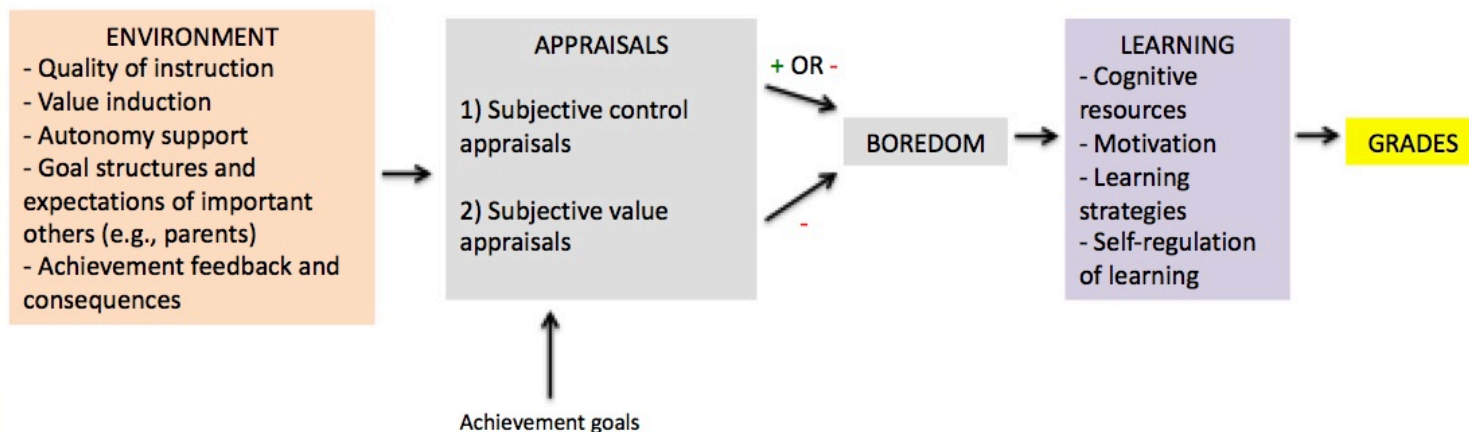 ENVIRONMENT
- Quality of instruction
- Value induction
- Autonomy support
- Goal structures and
expectations of important
others (e.g., parents)
- Achievement feedback and
consequences
APPRAISALS
1) Subjective control
appraisals
2) Subjective value
appraisals
+ OR -
-
BOREDOM
LEARNING
- Cognitive
resources
- Motivation
- Learning
strategies
- Self-regulation
of learning
GRADES
Achievement goals